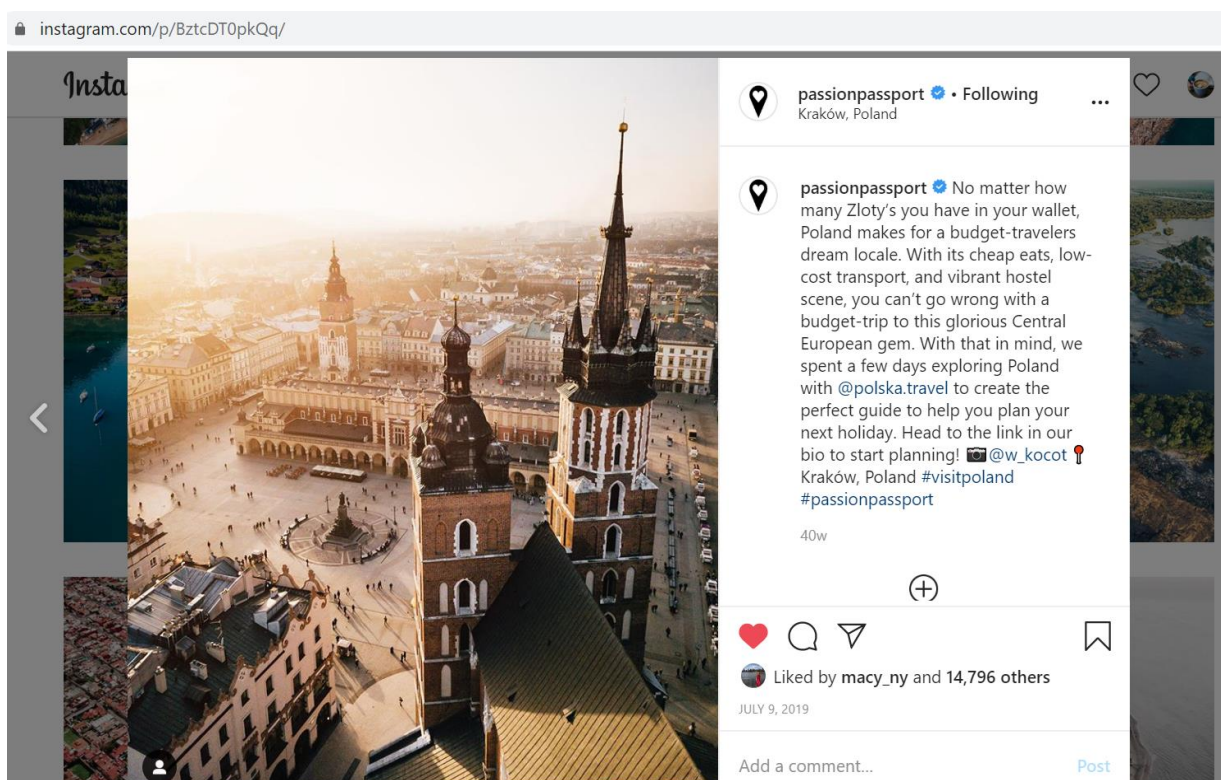 instagram.com/p/BztcDT0pkQq/
Insta
passionpassport • Following
Kraków, Poland
passionpassport No matter how
many Zloty’s you have in your wallet,
Poland makes for a budget-travelers
dream locale. With its cheap eats, low-
cost transport, and vibrant hostel
scene, you can’t go wrong with a
budget-trip to this glorious Central
European gem. With that in mind, we
spent a few days exploring Poland
with @polska.travel to create the
perfect guide to help you plan your
next holiday. Head to the link in our
bio to start planning! 📷@w_kocot 📍
Kraków, Poland #visitpoland
#passionpassport
40w
Liked by macy_ny and 14,796 others
JULY 9, 2019
Add a comment...
Post